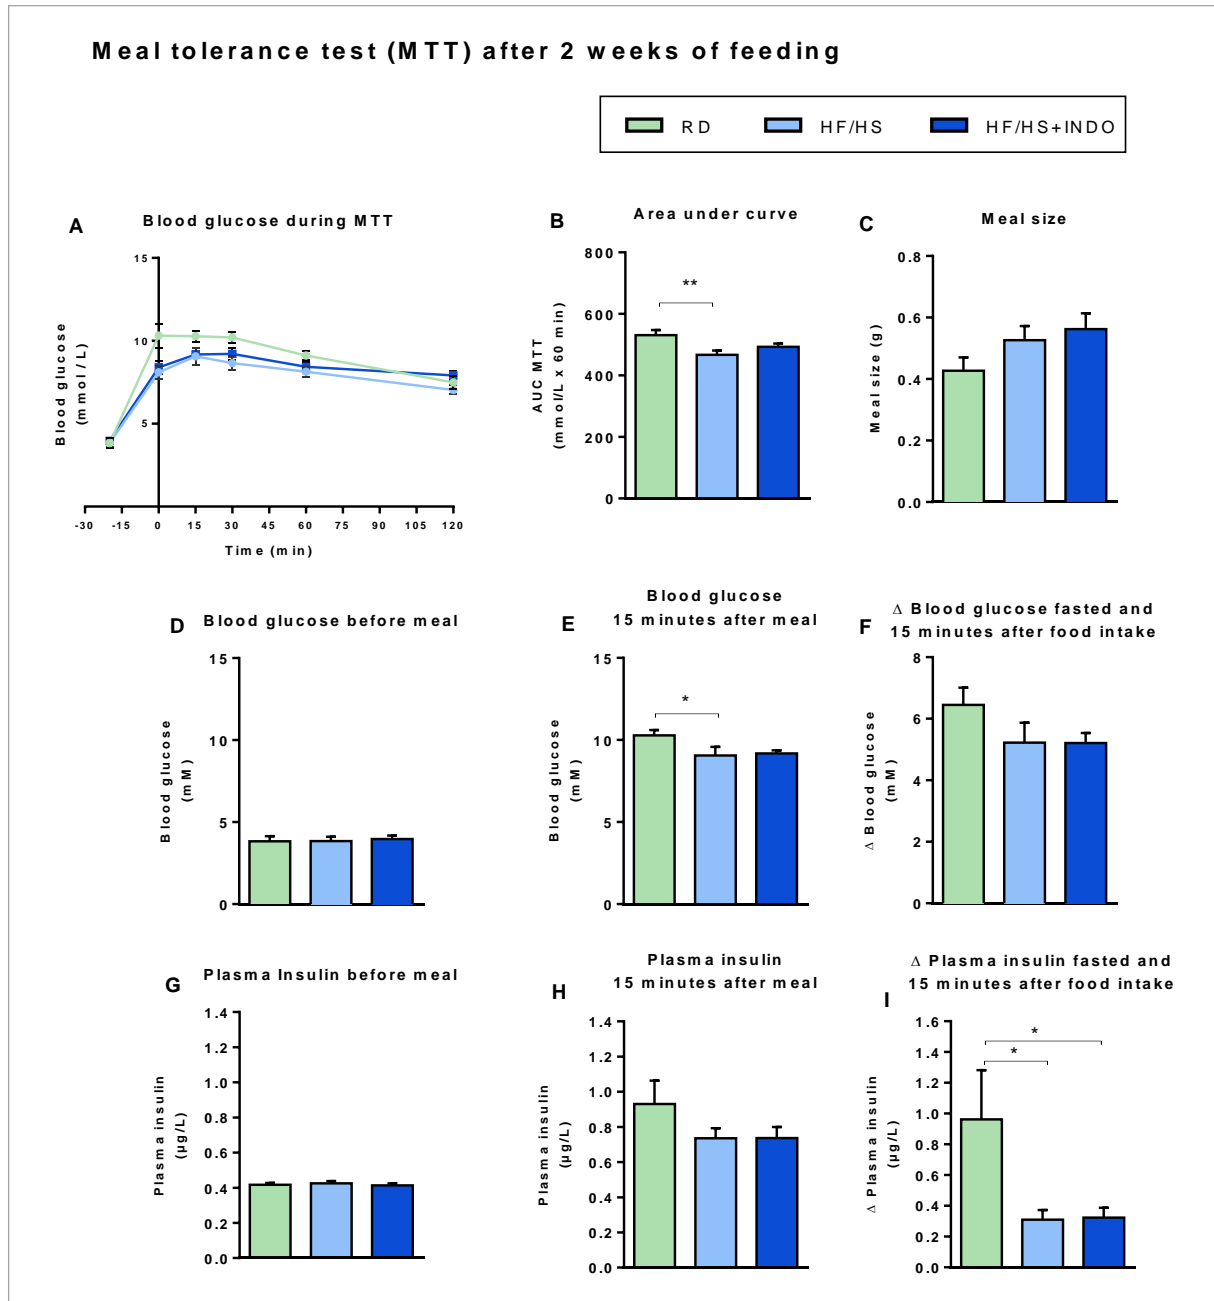 Meal tolerance test (MTT) after 2 weeks of feeding
RD
HF/HS
HF/HS+INDO
A
Blood glucose during MTT
15
10
5
-30 -15 0 15 30 45 60 75 90 105 120
Time (min)
Blood glucose
(mmol/L)
B
Area under curve
800
600
400
200
0
**
AUC MTT
(mmol/L x 60 min)
C
Meal size
0.8
0.6
0.4
0.2
0.0
Meal size (g)
D
Blood glucose before meal
15
10
5
0
Blood glucose
(mM)
E
Blood glucose
15 minutes after meal
15
10
5
0
*
Blood glucose
(mM)
F
Δ Blood glucose fasted and
15 minutes after food intake
8
6
4
2
0
Δ Blood glucose
(mM)
G
Plasma Insulin before meal
1.4
1.2
1.0
0.8
0.6
0.4
0.2
0.0
Plasma insulin
(µg/L)
H
Plasma insulin
15 minutes after meal
1.4
1.2
1.0
0.8
0.6
0.4
0.2
0.0
Plasma insulin
(µg/L)
I
Δ Plasma insulin fasted and
15 minutes after food intake
1.6
1.4
1.2
1.0
0.8
0.6
0.4
0.2
0.0
*
*
Δ Plasma insulin
(µg/L)